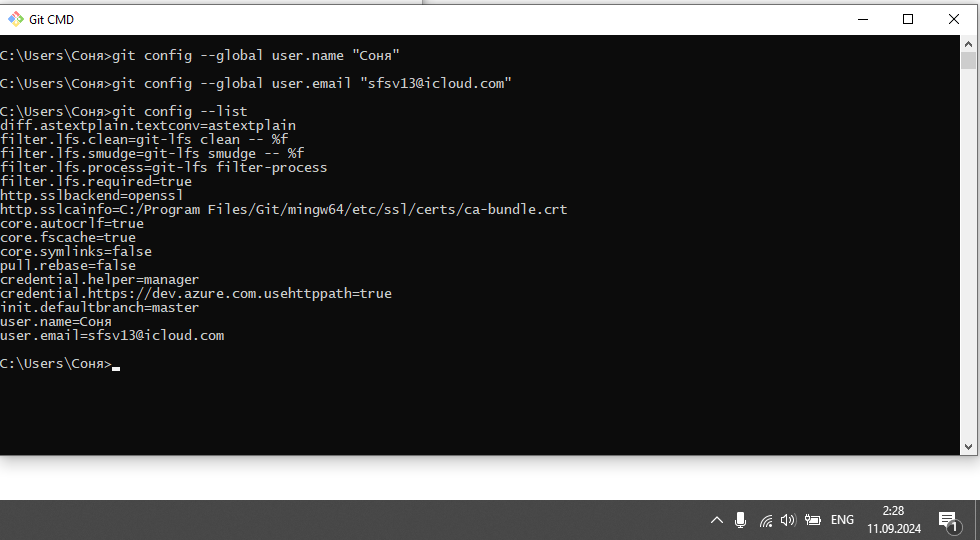 Git CMD
C:\Users\Соня>git config --global user.name "Соня"
C:\Users\Соня>git config --global user.email "sfsv13@icloud.com"
C:\Users\Соня>git config --list
diff.astextplain.textconv=astextplain
filter.lfs.clean=git-lfs clean -- %f
filter.lfs.smudge=git-lfs smudge -- %f
filter.lfs.process=git-lfs filter-process
filter.lfs.required=true
http.sslbackend=openssl
http.sslcainfo=C:/Program Files/Git/mingw64/etc/ssl/certs/ca-bundle.crt
core.autocrlf=true
core.fscache=true
core.symlinks=false
pull.rebase=false
credential.helper=manager
credential.https://dev.azure.com.usehttppath=true
init.defaultbranch=master
user.name=Соня
user.email=sfsv13@icloud.com
C:\Users\Соня>
ENG
2:28
11.09.2024
1